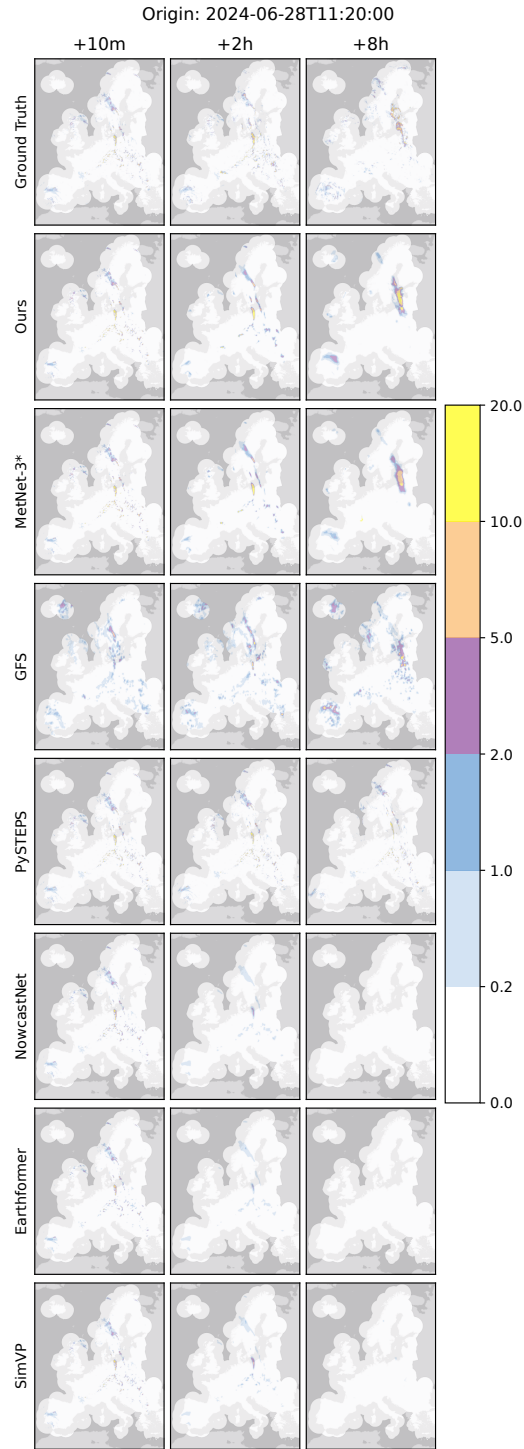 Origin: 2024-06-28T11:20:00
+10m +2h +8h
Ground Truth
Ours
MetNet-3*
GFS
PySTEPS
NowcastNet
Earthformer
SimVP
20.0
10.0
5.0
2.0
1.0
0.2
0.0